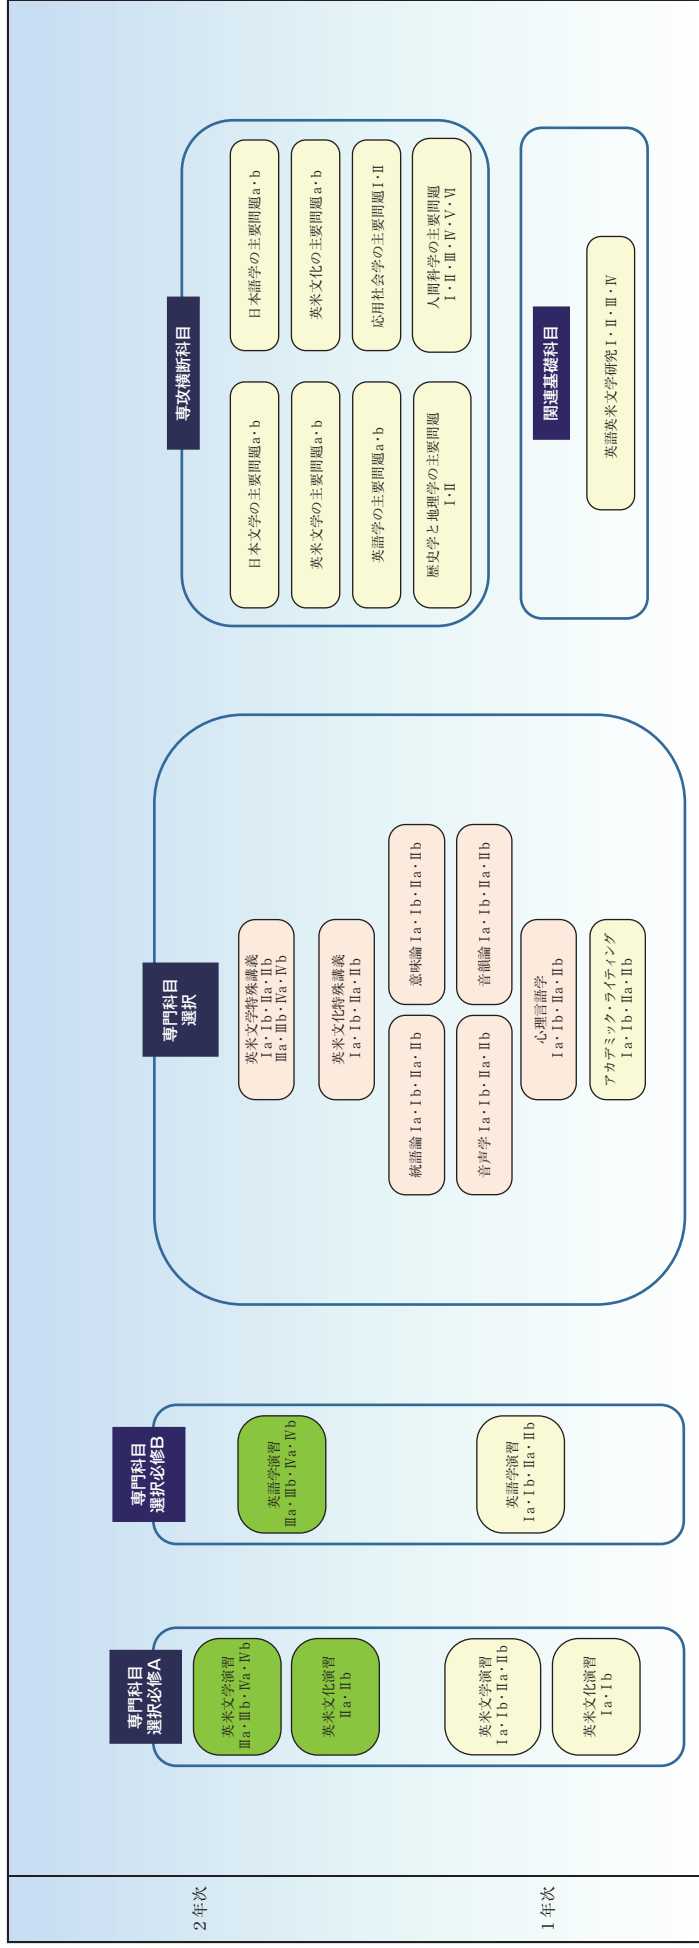 2年次
1年次
専門科目
選択必修A
英米文学演習
Ⅲa・Ⅲb・Ⅳa・Ⅳb
英米文化演習
Ⅱa・Ⅱb
英米文学演習
Ⅰa・Ⅰb・Ⅱa・Ⅱb
英米文化演習
Ⅰa・Ⅰb
専門科目
選択必修B
英語学演習
Ⅲa・Ⅲb・Ⅳa・Ⅳb
英語学演習
Ⅰa・Ⅰb・Ⅱa・Ⅱb
専門科目
選択
英米文学特殊講義
Ⅰa・Ⅰb・Ⅱa・Ⅱb
Ⅲa・Ⅲb・Ⅳa・Ⅳb
英米文化特殊講義
Ⅰa・Ⅰb・Ⅱa・Ⅱb
統語論 Ⅰa・Ⅰb・Ⅱa・Ⅱb
意味論 Ⅰa・Ⅰb・Ⅱa・Ⅱb
音声学 Ⅰa・Ⅰb・Ⅱa・Ⅱb
音韻論 Ⅰa・Ⅰb・Ⅱa・Ⅱb
心理言語学
Ⅰa・Ⅰb・Ⅱa・Ⅱb
アカデミック・ライティング
Ⅰa・Ⅰb・Ⅱa・Ⅱb
専攻横断科目
日本文学の主要問題a・b
日本語学の主要問題a・b
英米文学の主要問題a・b
英米文化の主要問題a・b
英語学の主要問題a・b
応用社会学の主要問題Ⅰ・Ⅱ
歴史学と地理学の主要問題
Ⅰ・Ⅱ
人間科学の主要問題
Ⅰ・Ⅱ・Ⅲ・Ⅳ・Ⅴ・Ⅵ
関連基礎科目
英語英米文学研究Ⅰ・Ⅱ・Ⅲ・Ⅳ